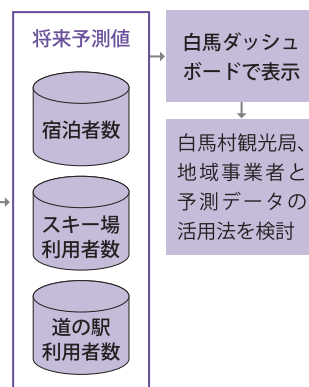 将来予測値
宿泊者数
スキー場
利用者数
道の駅
利用者数
白馬ダッシュ
ボードで表示
白馬村観光局、
地域事業者と
予測データの
活用法を検討